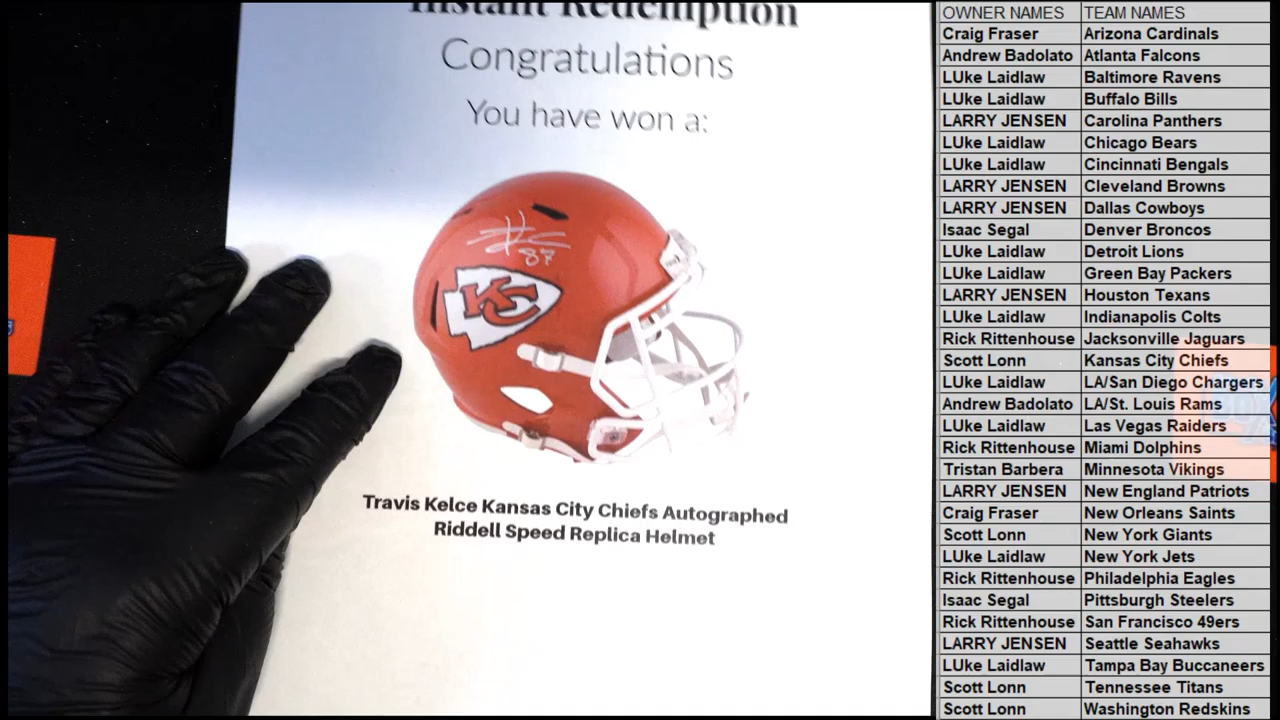 Instant Redemption
Congratulations
You have won a:
87
KC
Travis Kelce Kansas City Chiefs Autographed
Riddell Speed Replica Helmet
OWNER NAMES TEAM NAMES
Craig Fraser Arizona Cardinals
Andrew Badolato Atlanta Falcons
LUke Laidlaw Baltimore Ravens
LUke Laidlaw Buffalo Bills
LARRY JENSEN Carolina Panthers
LUke Laidlaw Chicago Bears
LUke Laidlaw Cincinnati Bengals
LARRY JENSEN Cleveland Browns
LARRY JENSEN Dallas Cowboys
Isaac Segal Denver Broncos
LUke Laidlaw Detroit Lions
LUke Laidlaw Green Bay Packers
LARRY JENSEN Houston Texans
LUke Laidlaw Indianapolis Colts
Rick Rittenhouse Jacksonville Jaguars
Scott Lonn Kansas City Chiefs
LUke Laidlaw LA/San Diego Chargers
Andrew Badolato LA/St. Louis Rams
LUke Laidlaw Las Vegas Raiders
Rick Rittenhouse Miami Dolphins
Tristan Barbera Minnesota Vikings
LARRY JENSEN New England Patriots
Craig Fraser New Orleans Saints
Scott Lonn New York Giants
LUke Laidlaw New York Jets
Rick Rittenhouse Philadelphia Eagles
Isaac Segal Pittsburgh Steelers
Rick Rittenhouse San Francisco 49ers
LARRY JENSEN Seattle Seahawks
LUke Laidlaw Tampa Bay Buccaneers
Scott Lonn Tennessee Titans
Scott Lonn Washington Redskins